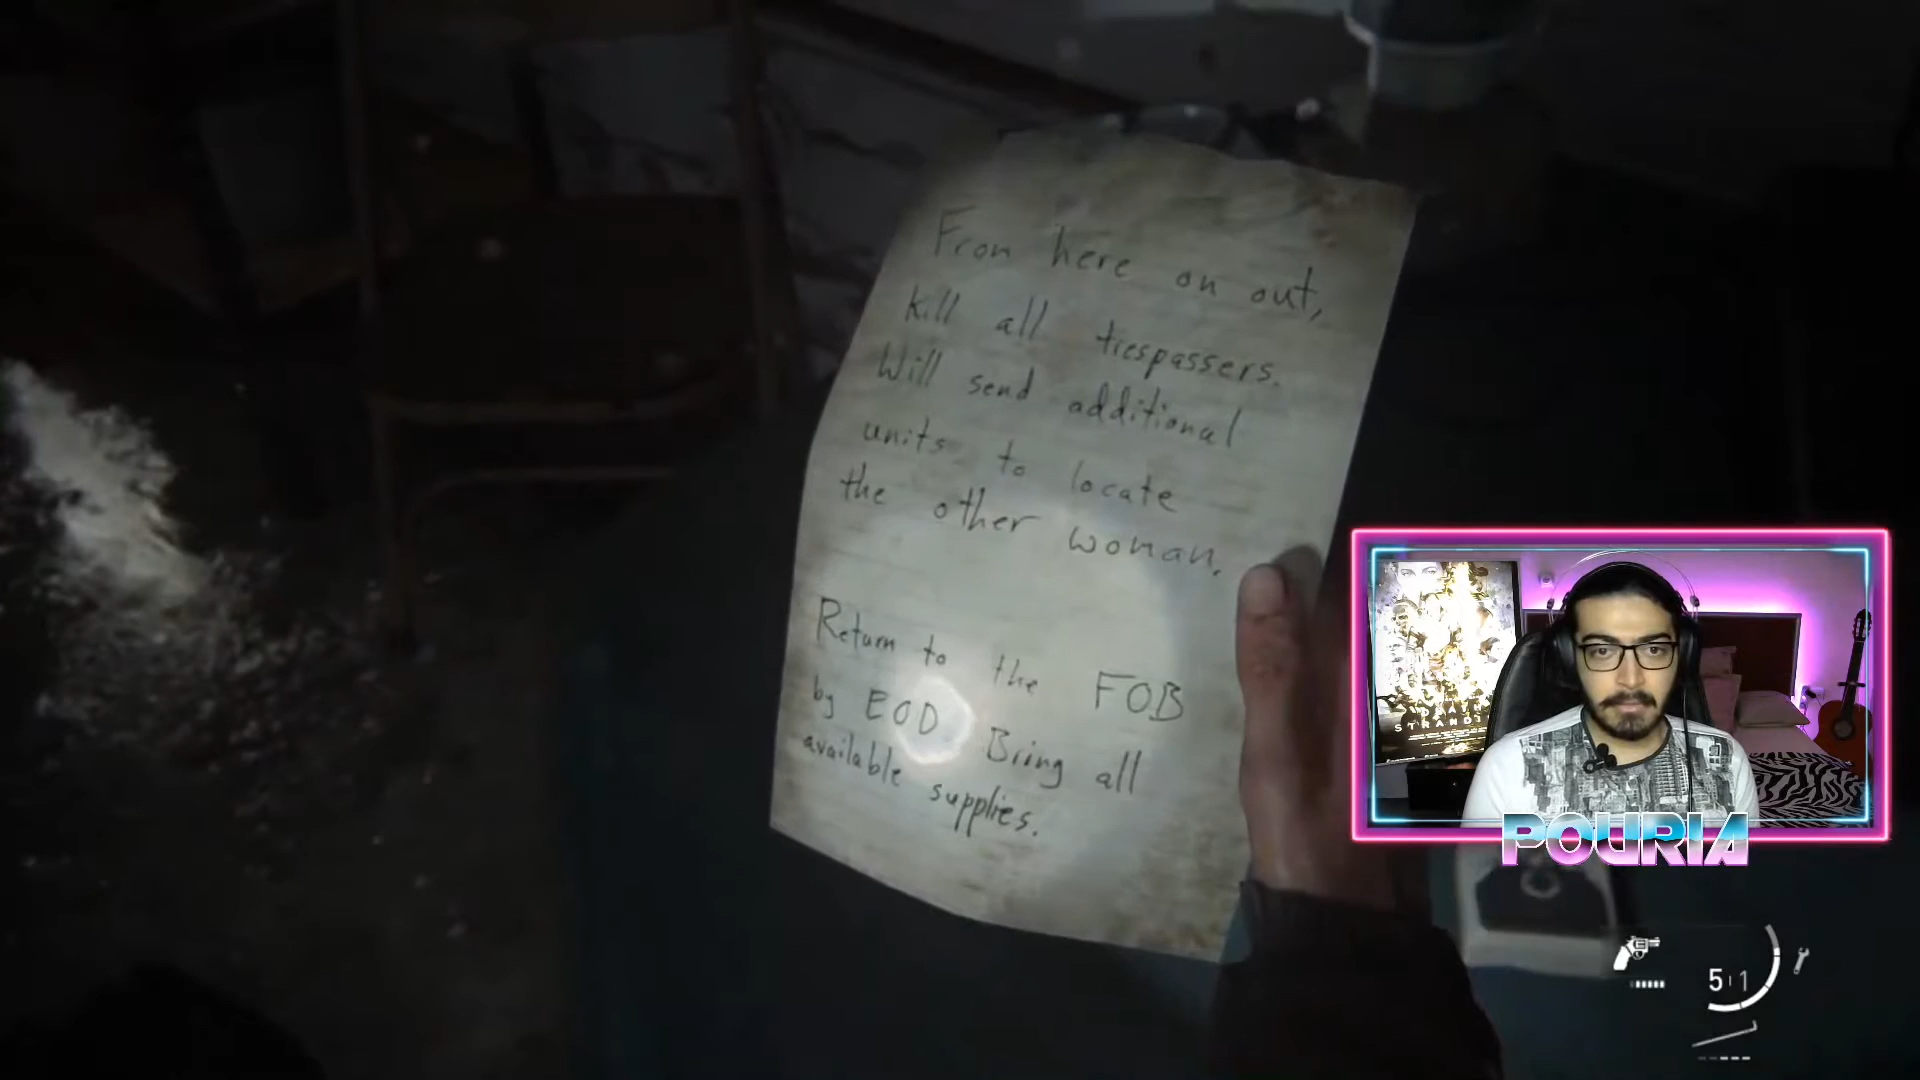 From here on out,
kill all trespassers.
Will send additional
units to locate
the other woman.
Return to the FOB
by EOD Bring all
available supplies.
STRANDI
POURIA
5 1